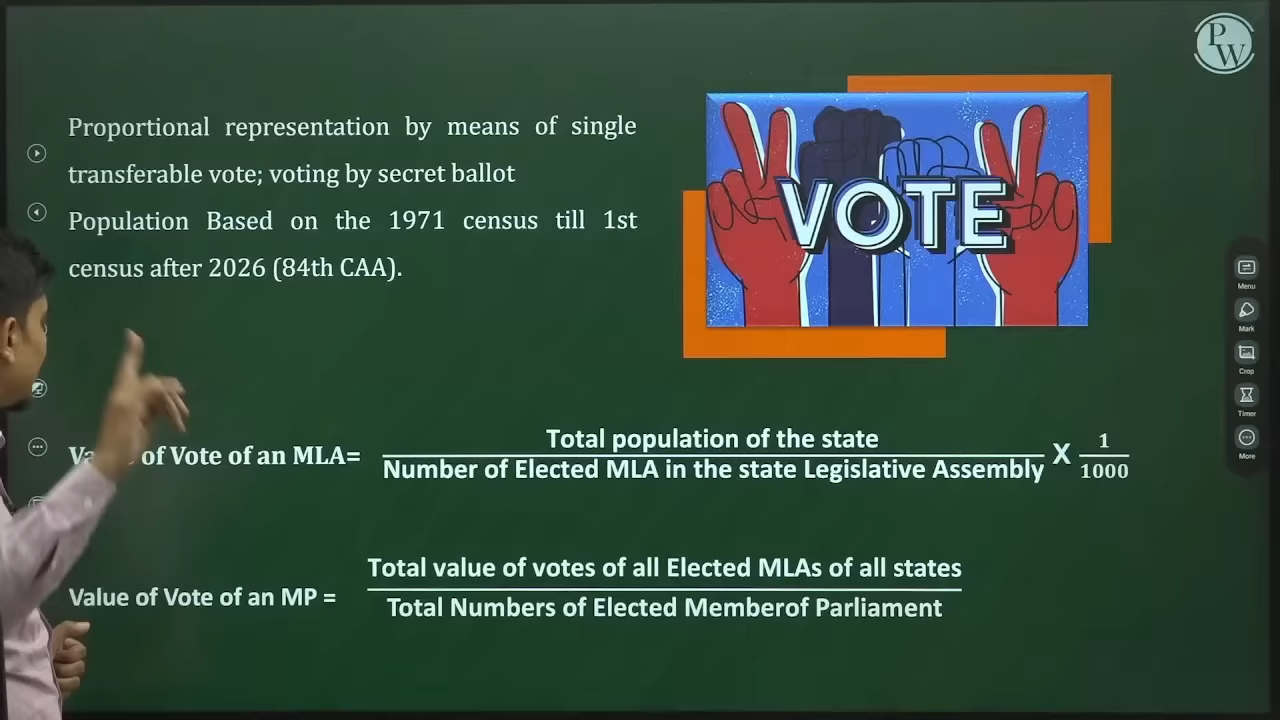 PW
Proportional representation by means of single
transferable vote; voting by secret ballot
Population Based on the 1971 census till 1st
census after 2026 (84th CAA).
VOTE
Menu
Mark
Crop
Timer
More
Total population of the state
of Vote of an MLA= X 1
Number of Elected MLA in the state Legislative Assembly 1000
Total value of votes of all Elected MLAs of all states
Value of Vote of an MP =
Total Numbers of Elected Memberof Parliament